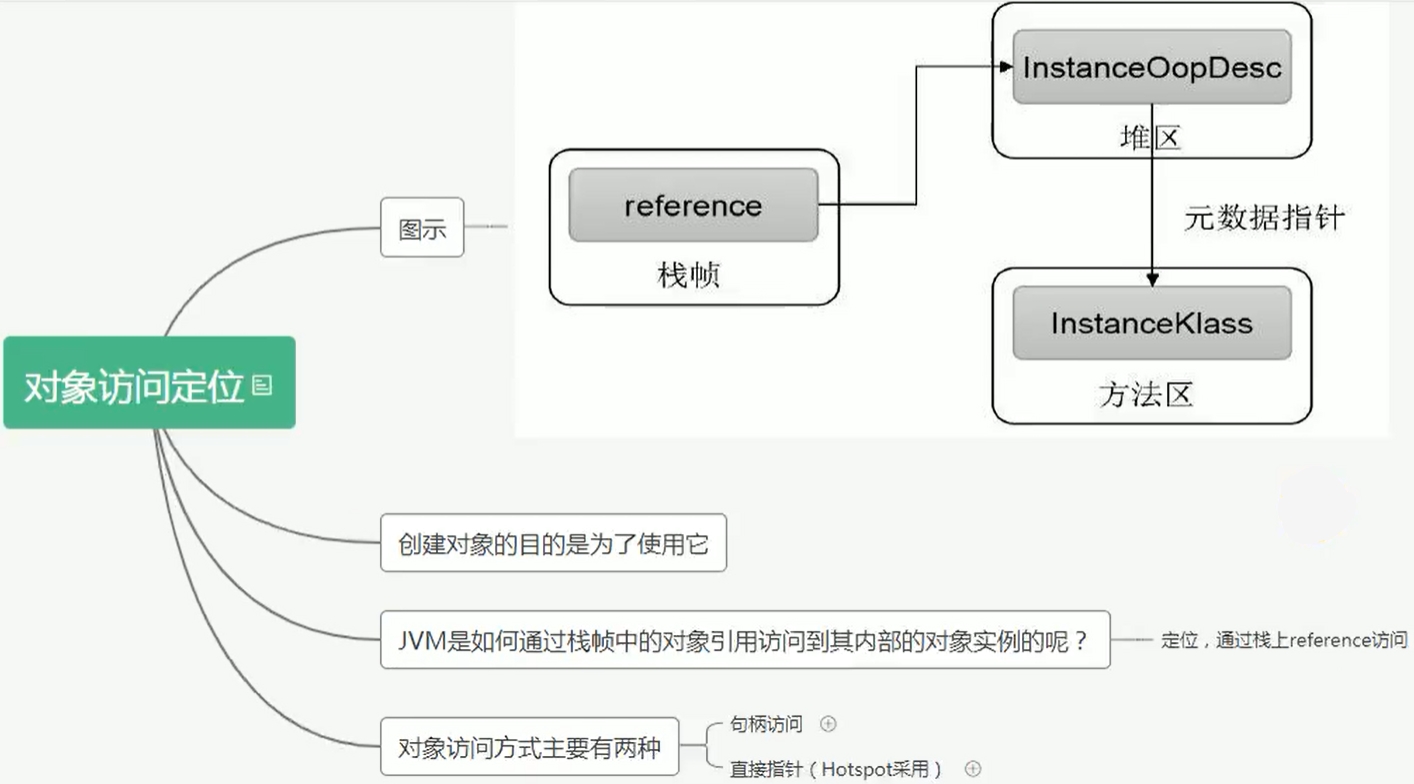 InstanceOopDesc
堆区
reference
栈帧
元数据指针
图示
InstanceKlass
方法区
对象访问定位
创建对象的目的是为了使用它
JVM是如何通过栈帧中的对象引用访问到其内部的对象实例的呢？
定位，通过栈上reference访问
对象访问方式主要有两种
句柄访问
直接指针（Hotspot采用）